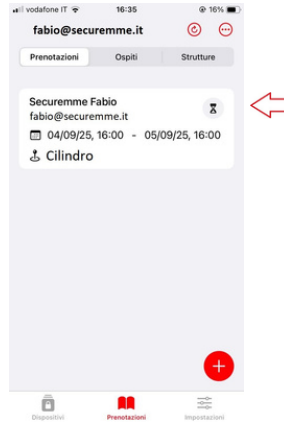 vodafone IT 16:35 16%
fabio@securemme.it
Prenotazioni Ospiti Strutture
Securemme Fabio
fabio@securemme.it
04/09/25, 16:00 - 05/09/25, 16:00
Cilindro
Dispositivi Prenotazioni Impostazioni